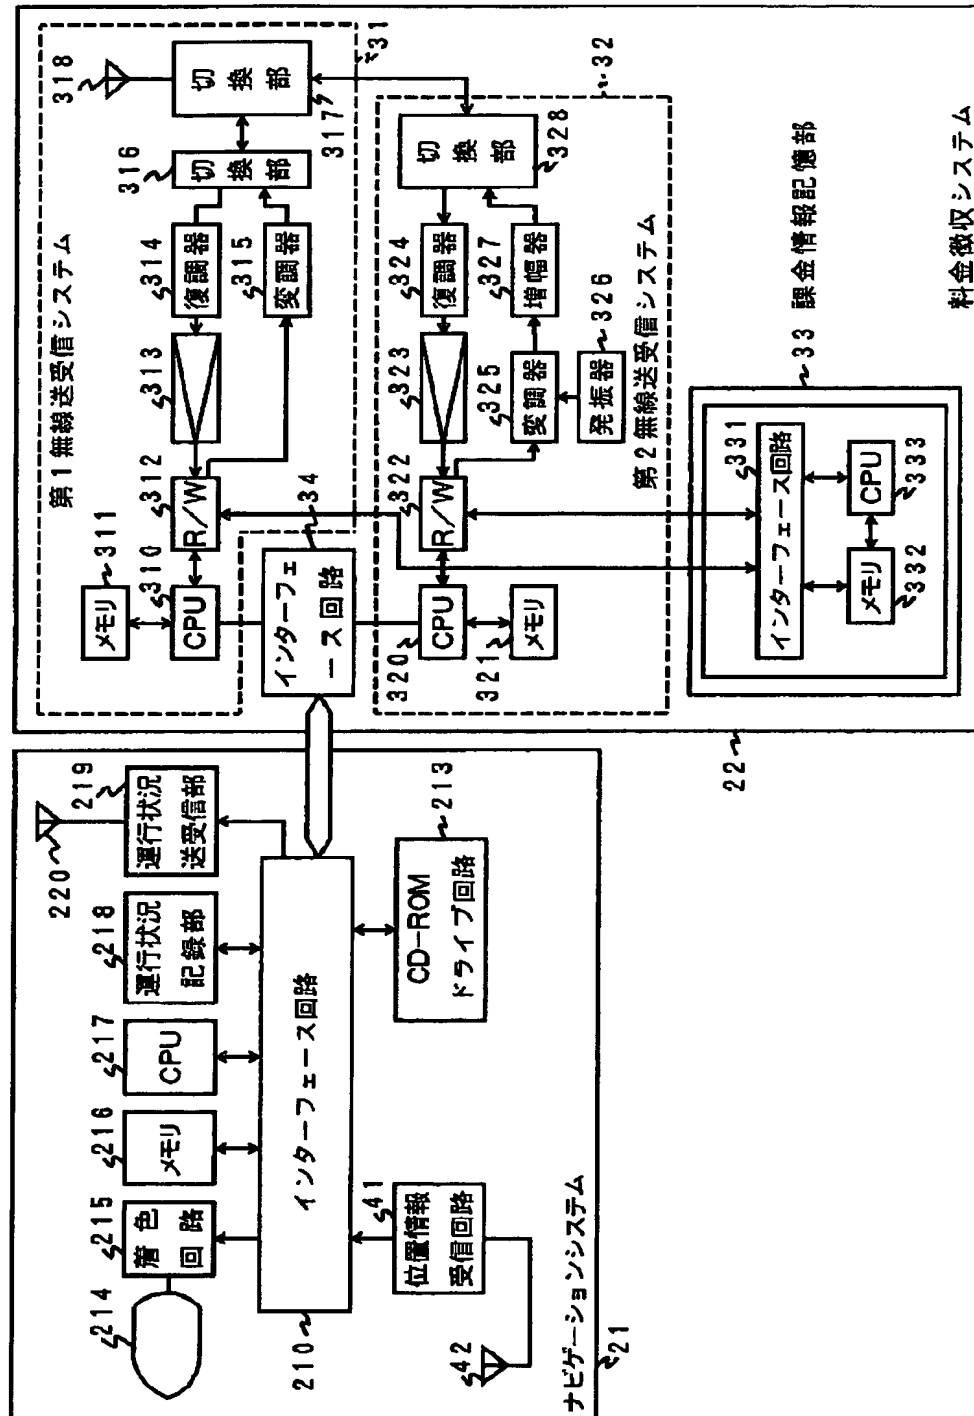 214
215
着色
回路
216
メモリ
217
CPU
218
運行状況
記録部
219
運行状況
送受信部
220
210
インターフェース回路
41
位置情報
受信回路
42
213
CD-ROM
ドライブ回路
ナビゲーションシステム
21
第1無線送受信システム
311
メモリ
310
CPU
312
R/W
313
314
復調器
315
変調器
316
切換部
317
切換部
318
31
34
インターフェ
ース回路
320
CPU
321
メモリ
322
R/W
323
324
復調器
325
変調器
326
発振器
327
増幅器
328
切換部
32
第2無線送受信システム
33 課金情報記憶部
331
インターフェース回路
332
メモリ
333
CPU
22
料金徴収システム